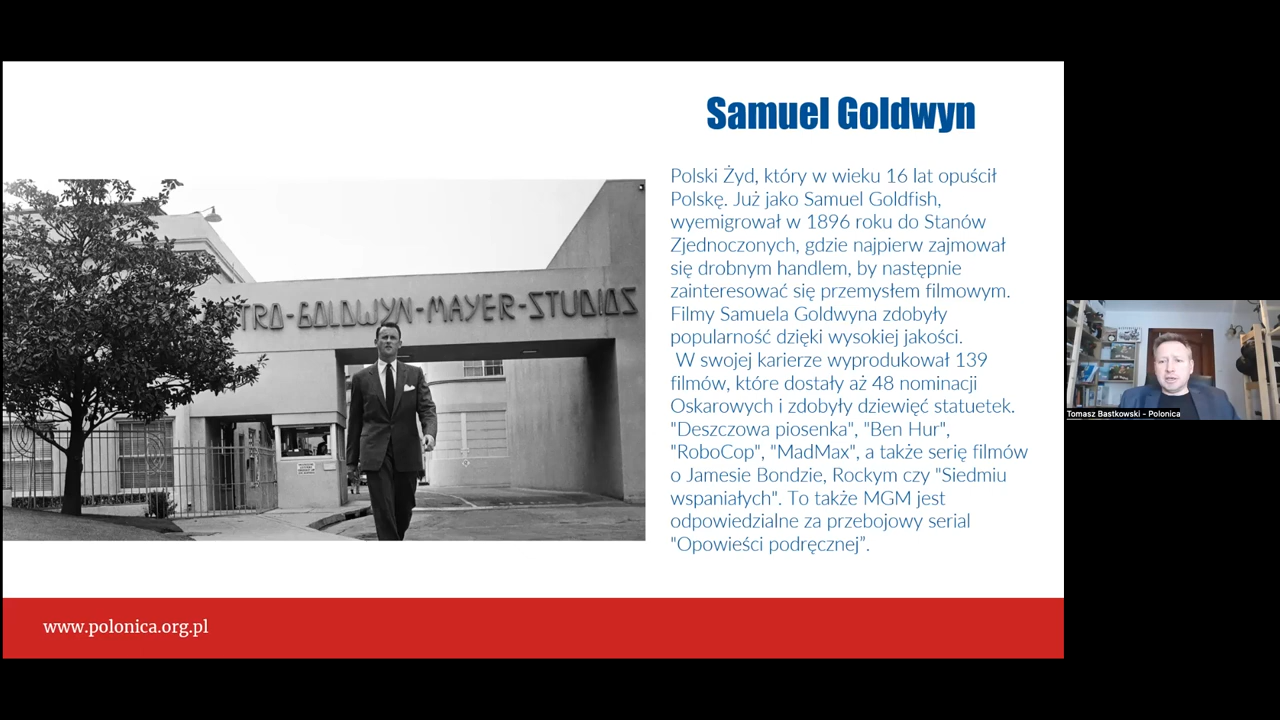 Samuel Goldwyn
Polski Żyd, który w wieku 16 lat opuścił
Polskę. Już jako Samuel Goldfish,
wyemigrował w 1896 roku do Stanów
Zjednoczonych, gdzie najpierw zajmował
się drobnym handlem, by następnie
zainteresować się przemysłem filmowym.
Filmy Samuela Goldwyna zdobyły
popularność dzięki wysokiej jakości.
W swojej karierze wyprodukował 139
filmów, które dostały aż 48 nominacji
Oskarowych i zdobyły dziewięć statuetek.
"Deszczowa piosenka", "Ben Hur",
"RoboCop", "MadMax", a także serię filmów
o Jamesie Bondzie, Rockym czy "Siedmiu
wspaniałych". To także MGM jest
odpowiedzialne za przebojowy serial
"Opowieści podręcznej”.
TRO-GOLDWYN-MAYER-STUDIOS
www.polonica.org.pl
Tomasz Bastkowski - Polonica